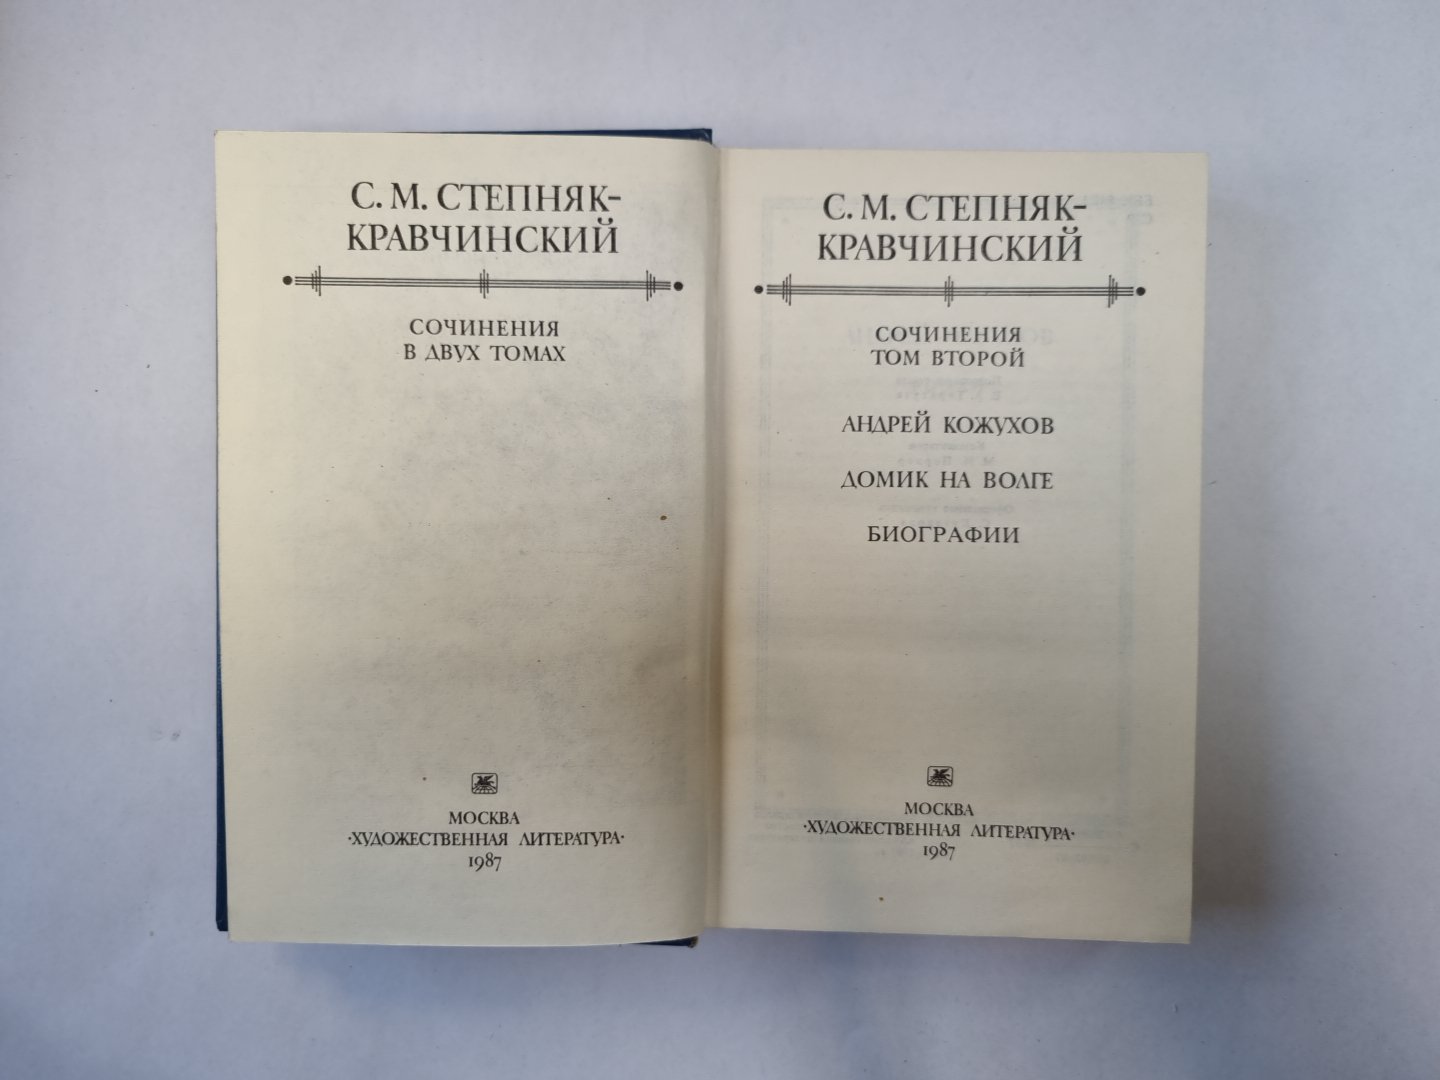 С. М. СТЕПНЯК-
КРАВЧИНСКИЙ
СОЧИНЕНИЯ
В ДВУХ ТОМАХ
МОСКВА
·ХУДОЖЕСТВЕННАЯ ЛИТЕРАТУРА·
1987
С. М. СТЕПНЯК-
КРАВЧИНСКИЙ
СОЧИНЕНИЯ
ТОМ ВТОРОЙ
АНДРЕЙ КОЖУХОВ
ДОМИК НА ВОЛГЕ
БИОГРАФИИ
МОСКВА
·ХУДОЖЕСТВЕННАЯ ЛИТЕРАТУРА·
1987